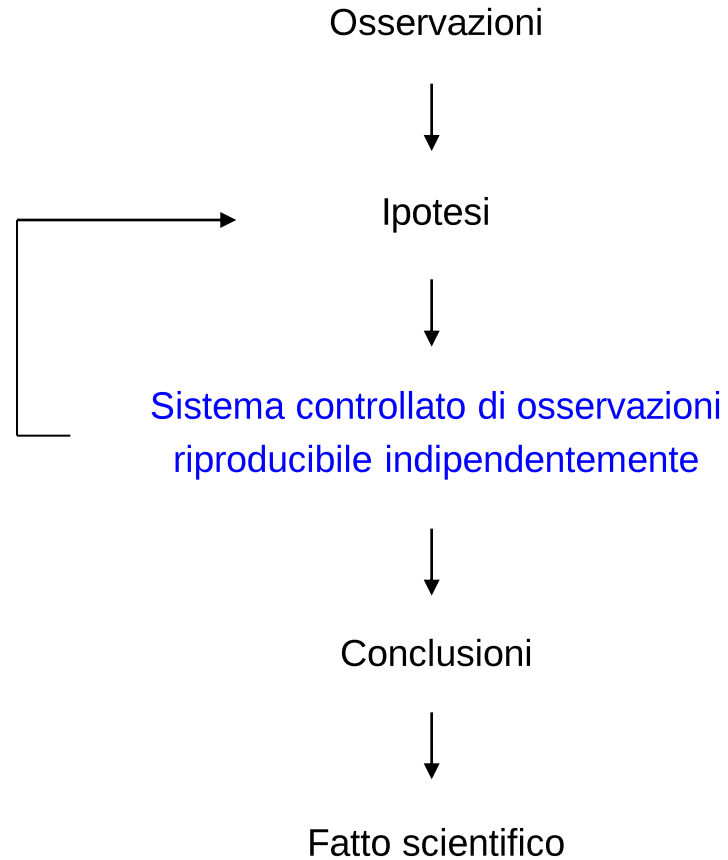 Osservazioni
Ipotesi
Sistema controllato di osservazioni
riproducibile indipendentemente
Conclusioni
Fatto scientifico